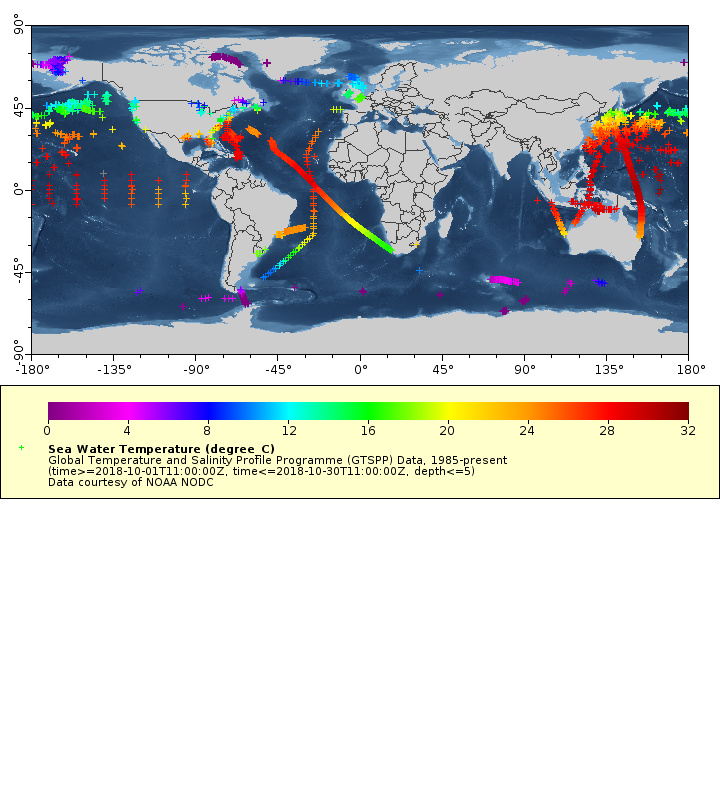 90°
45°
0°
-45°
-90°
-180° -135° -90° -45° 0° 45° 90° 135° 180°
0 4 8 12 16 20 24 28 32
Sea Water Temperature (degree_C)
Global Temperature and Salinity Profile Programme (GTSPP) Data, 1985-present
(time>=2018-10-01T11:00:00Z, time<=2018-10-30T11:00:00Z, depth<=5)
Data courtesy of NOAA NODC